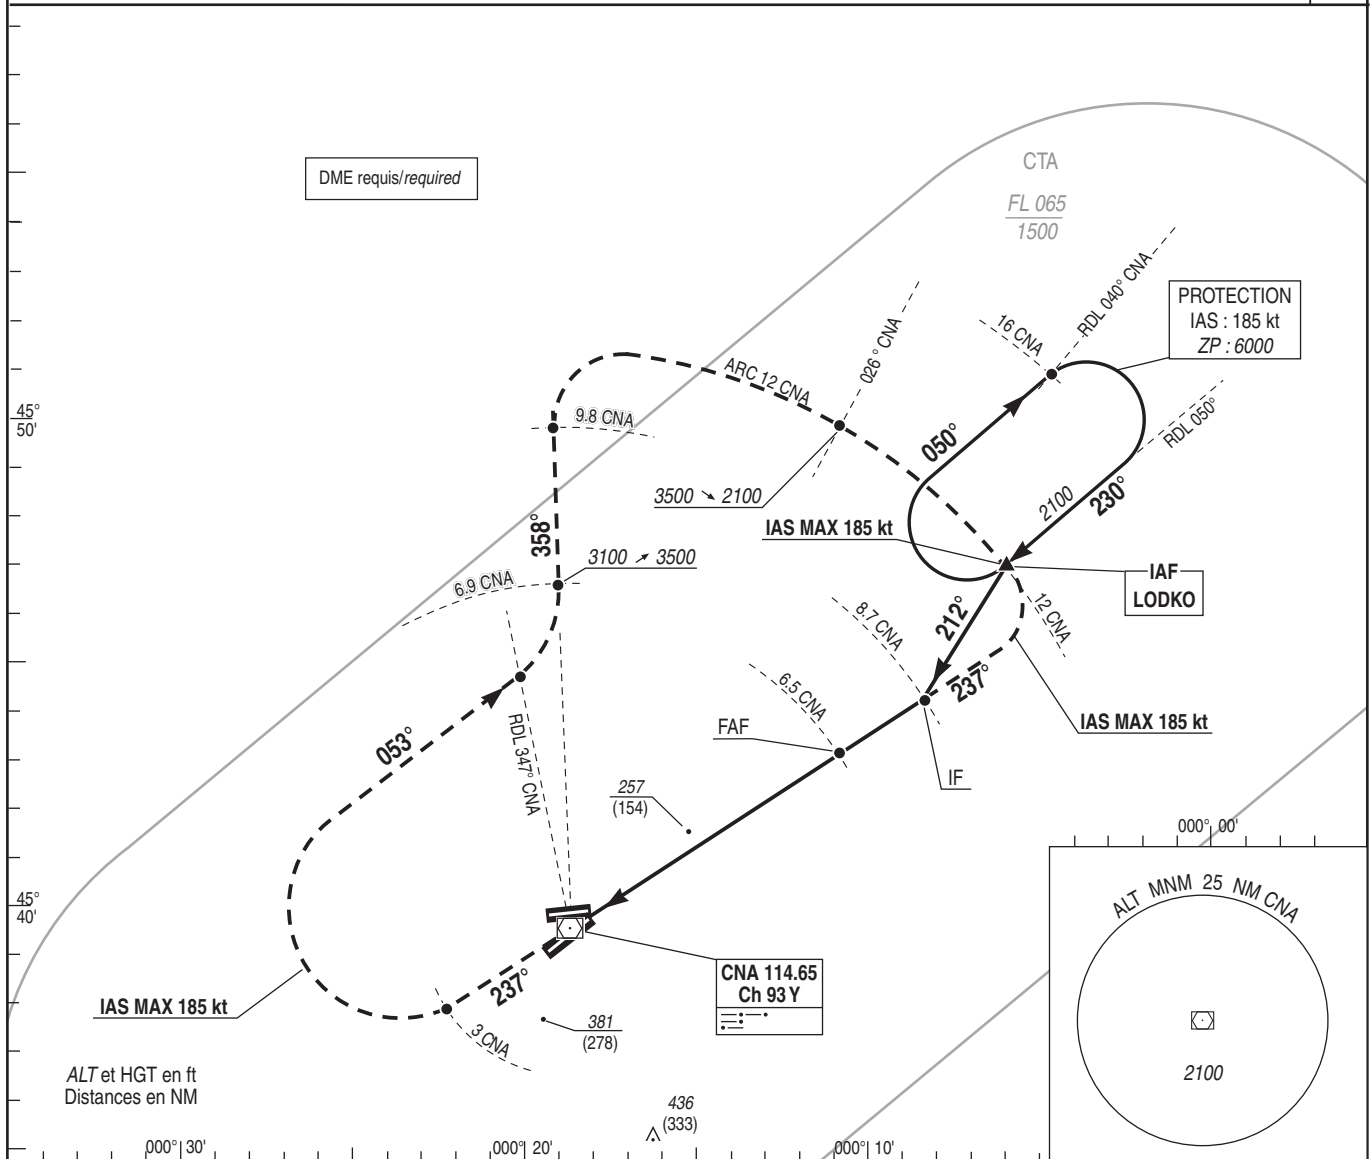 CTA
FL 065
1500
DME requis/required
RDL 040° CNA
PROTECTION
IAS : 185 kt
ZP : 6000
16 CNA
026° CNA
ARC 12 CNA
9.8 CNA
45°
50'
050°
RDL 050°
3500 ➘ 2100
2100
230°
IAS MAX 185 kt
358°
3100 ➚ 3500
6.9 CNA
IAF
LODKO
12 CNA
212°
8.7 CNA
237°
6.5 CNA
IAS MAX 185 kt
FAF
RDL 347° CNA
053°
IF
257
(154)
000° 00'
45°
40'
ALT MNM 25 NM CNA
CNA 114.65
Ch 93 Y
237°
IAS MAX 185 kt
381
(278)
3 CNA
2100
ALT et HGT en ft
Distances en NM
436
(333)
000° 30'
000° 20'
000° 10'